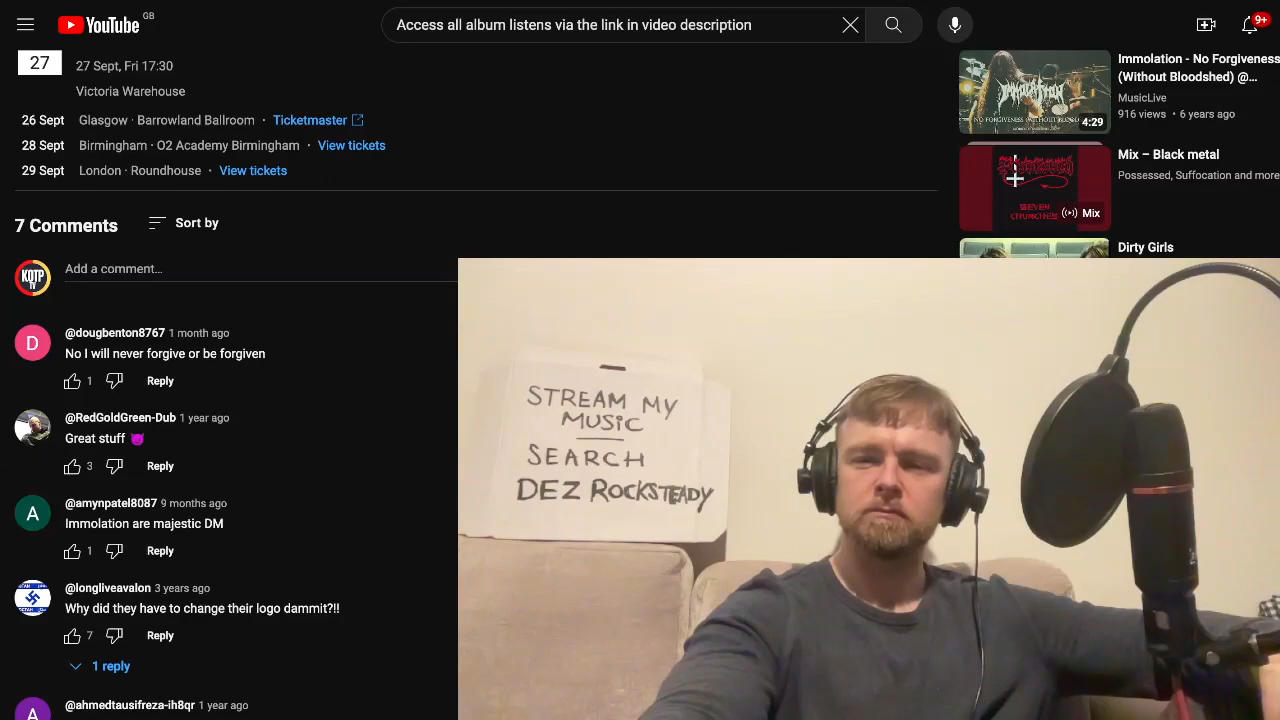 YouTube
GB
Access all album listens via the link in video description
9+
27
27 Sept, Fri 17:30
Victoria Warehouse
26 Sept Glasgow · Barrowland Ballroom · Ticketmaster
28 Sept Birmingham · O2 Academy Birmingham · View tickets
29 Sept London · Roundhouse · View tickets
7 Comments
Sort by
KOTP
TV
Add a comment...
D
@dougbenton8767 1 month ago
No I will never forgive or be forgiven
1 Reply
@RedGoldGreen-Dub 1 year ago
Great stuff 😈
3 Reply
A
@amynpatel8087 9 months ago
Immolation are majestic DM
1 Reply
@longliveavalon 3 years ago
Why did they have to change their logo dammit?!!
7 Reply
1 reply
A
@ahmedtausifreza-ih8qr 1 year ago
IMMOLATION
4:29
Immolation - No Forgiveness
(Without Bloodshed) @...
MusicLive
916 views · 6 years ago
Possessed
SEVEN
CHURCHES
Mix
Mix – Black metal
Possessed, Suffocation and more
Dirty Girls
STREAM MY
MUSIC
SEARCH
DEZ ROCKSTEADY